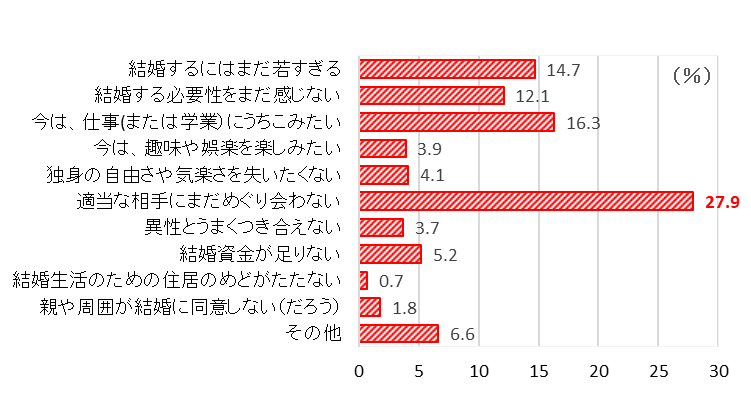 (%)
結婚するにはまだ若すぎる 14.7
結婚する必要性をまだ感じない 12.1
今は、仕事(または学業)にうちこみたい 16.3
今は、趣味や娯楽を楽しみたい 3.9
独身の自由さや気楽さを失いたくない 4.1
適当な相手にまだめぐり会わない 27.9
異性とうまくつき合えない 3.7
結婚資金が足りない 5.2
結婚生活のための住居のめどがたたない 0.7
親や周囲が結婚に同意しない(だろう) 1.8
その他 6.6
0 5 10 15 20 25 30